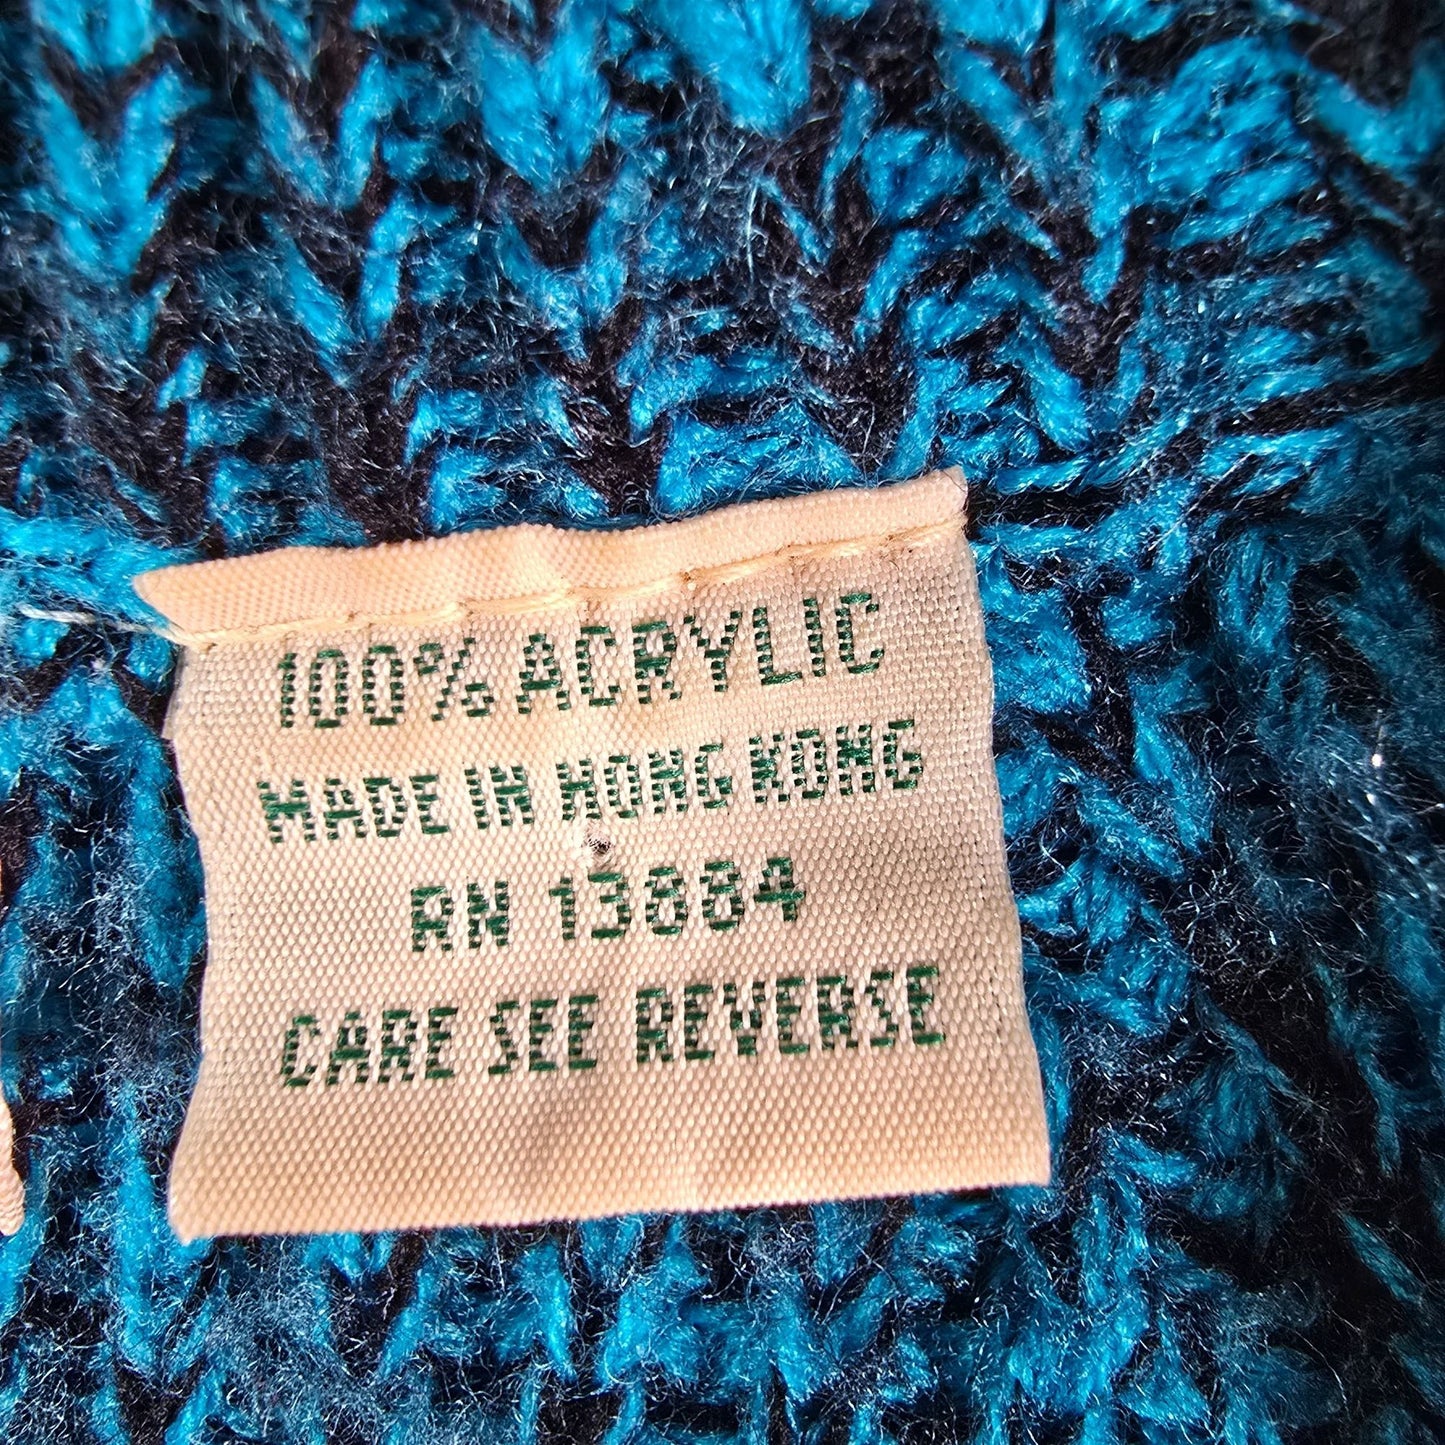 100% ACRYLIC
MADE IN HONG KONG
RN 13884
CARE SEE REVERSE